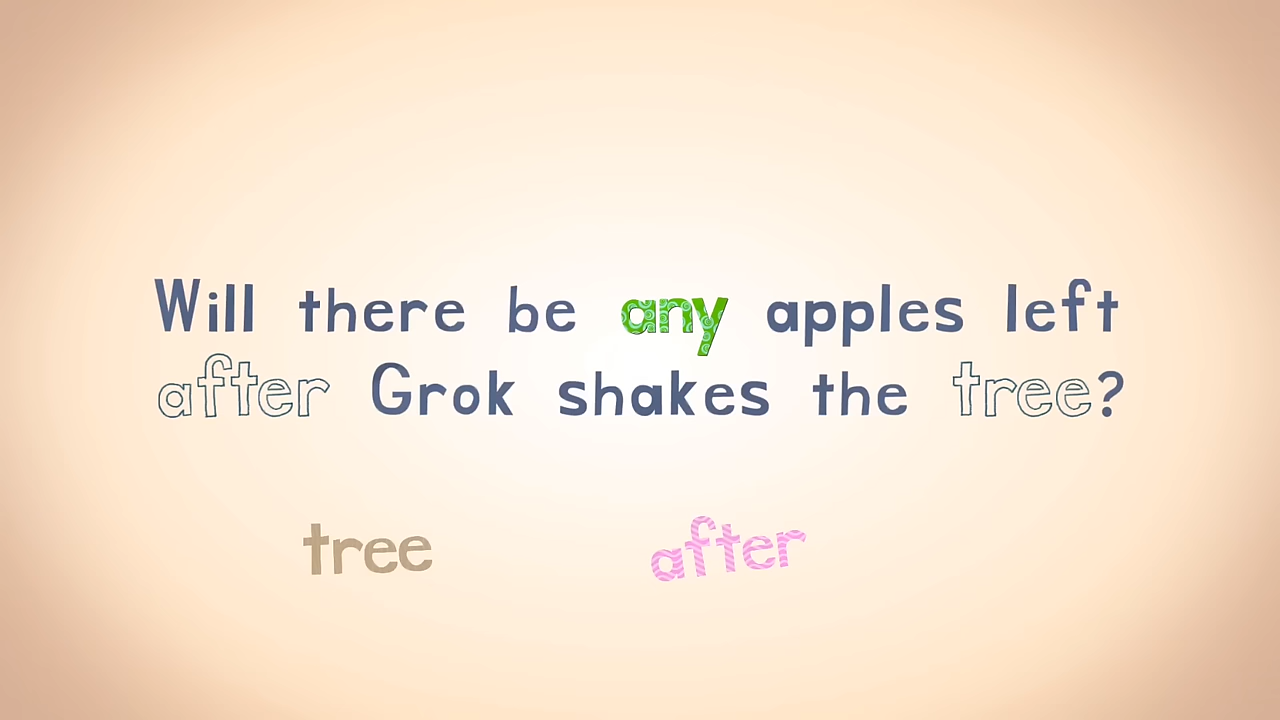 Will there be any apples left
after Grok shakes the tree?
tree after